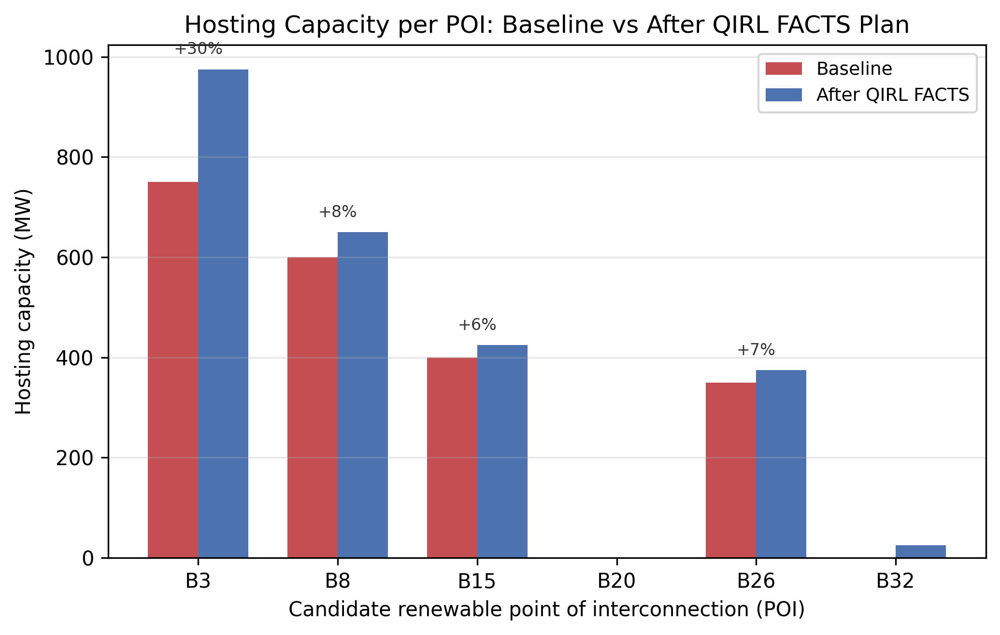 Hosting Capacity per POI: Baseline vs After QIRL FACTS Plan
+30%
1000
Baseline
After QIRL FACTS
800
+8%
600
+6%
+7%
400
200
0
Hosting capacity (MW)
B3 B8 B15 B20 B26 B32
Candidate renewable point of interconnection (POI)